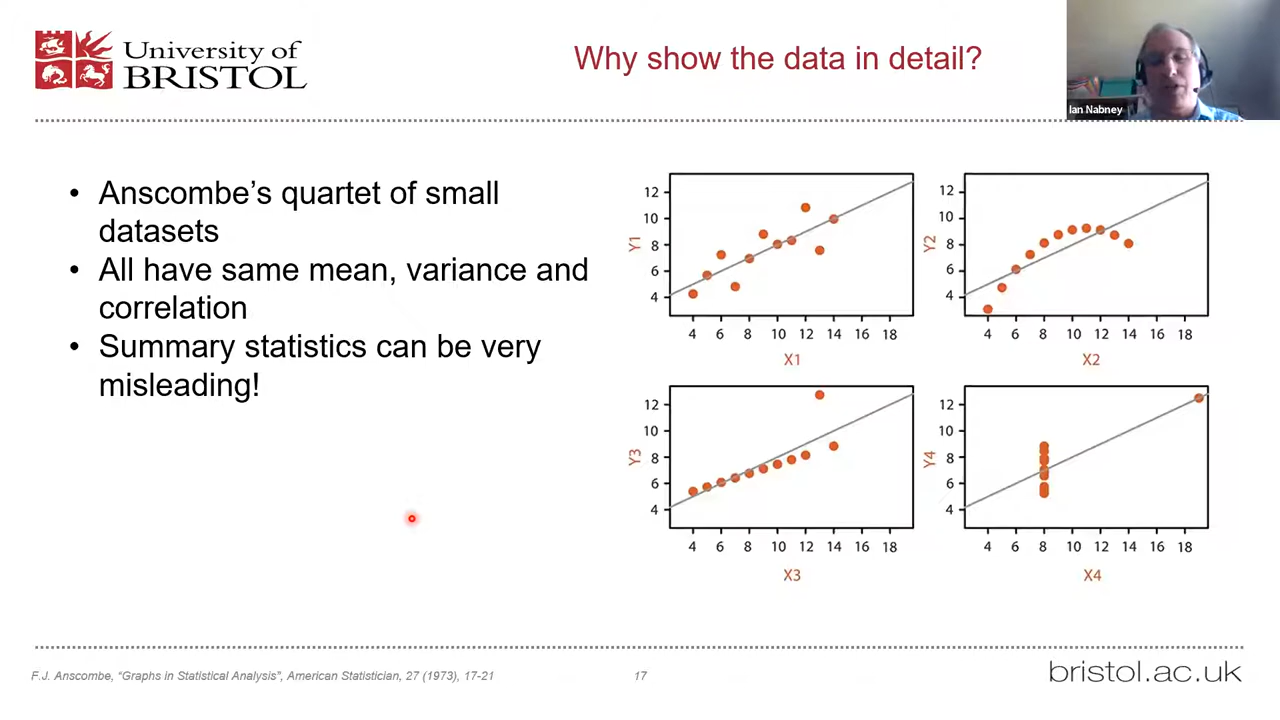 University of
BRISTOL
Why show the data in detail?
Ian Nabney
• Anscombe’s quartet of small
datasets
• All have same mean, variance and
correlation
• Summary statistics can be very
misleading!
12
10
8
6
4
Y1
4 6 8 10 12 14 16 18
X1
12
10
8
6
4
Y2
4 6 8 10 12 14 16 18
X2
12
10
8
6
4
Y3
4 6 8 10 12 14 16 18
X3
12
10
8
6
4
Y4
4 6 8 10 12 14 16 18
X4
F.J. Anscombe, “Graphs in Statistical Analysis”, American Statistician, 27 (1973), 17-21
17
bristol.ac.uk